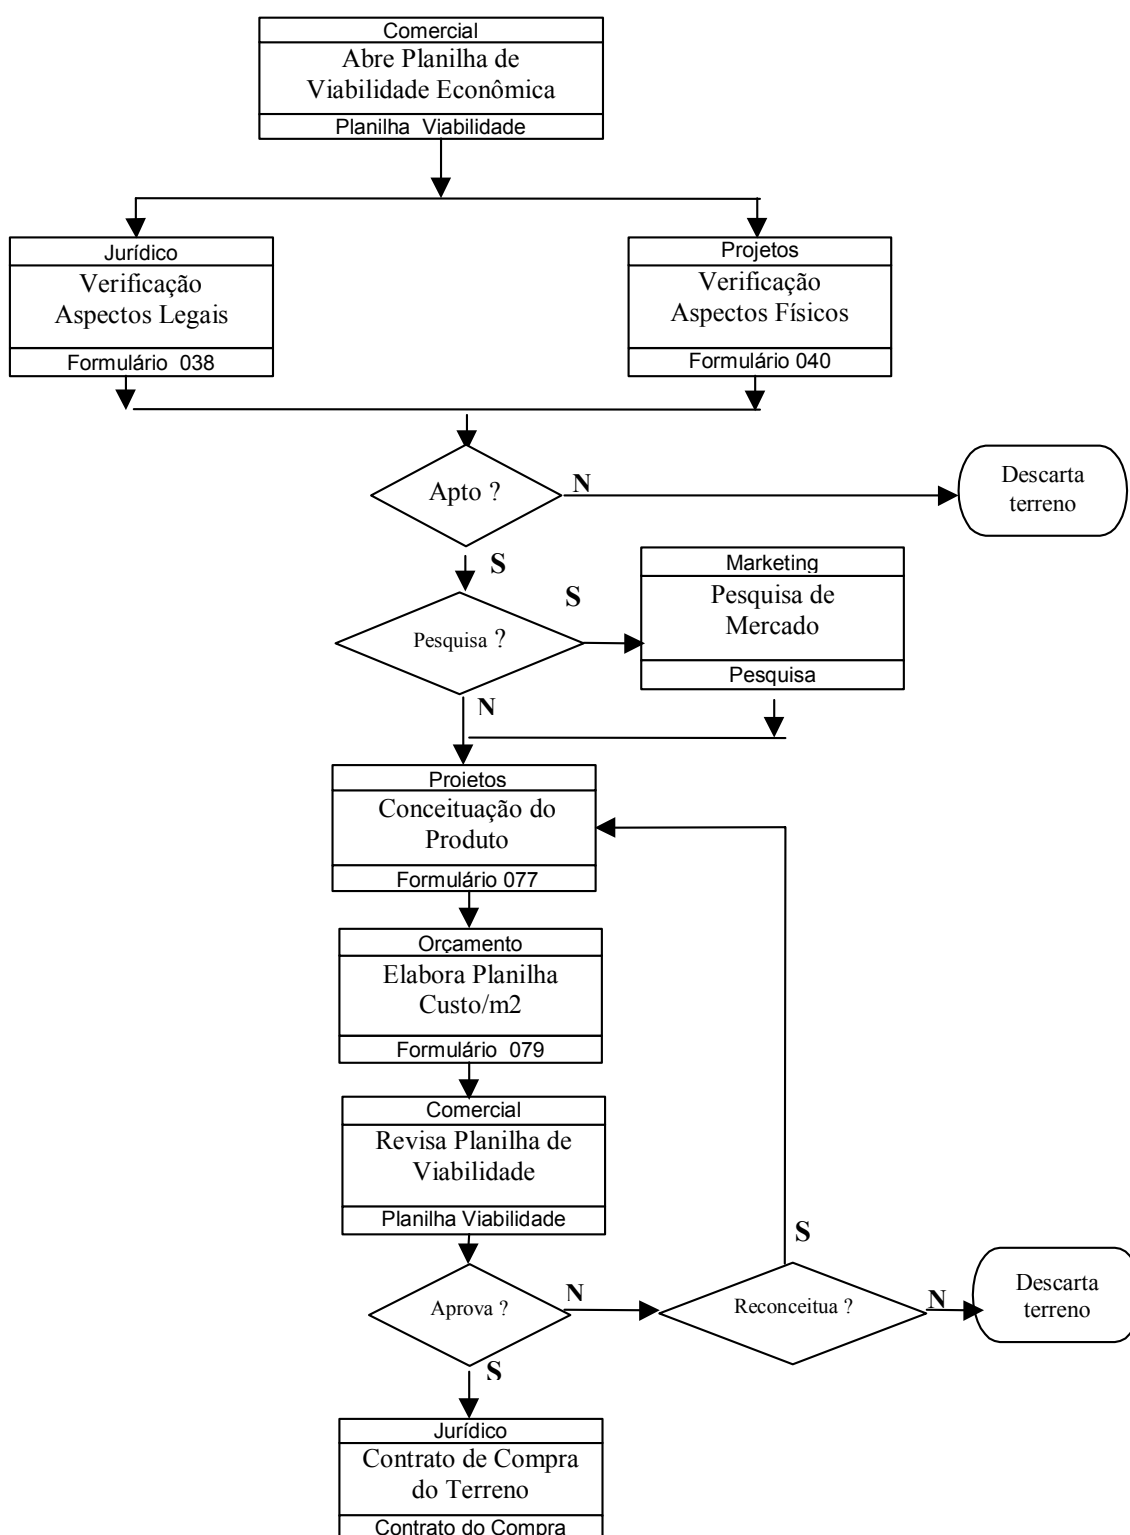 Comercial
Abre Planilha de
Viabilidade Econômica
Planilha Viabilidade
Jurídico
Verificação
Aspectos Legais
Formulário 038
Projetos
Verificação
Aspectos Físicos
Formulário 040
Apto ?
N
Descarta
terreno
S
Marketing
Pesquisa de
Mercado
Pesquisa
S
Pesquisa ?
N
Projetos
Conceituação do
Produto
Formulário 077
Orçamento
Elabora Planilha
Custo/m2
Formulário 079
Comercial
Revisa Planilha de
Viabilidade
Planilha Viabilidade
S
Aprova ?
N
Reconceitua ?
N
Descarta
terreno
S
Jurídico
Contrato de Compra
do Terreno
Contrato do Compra